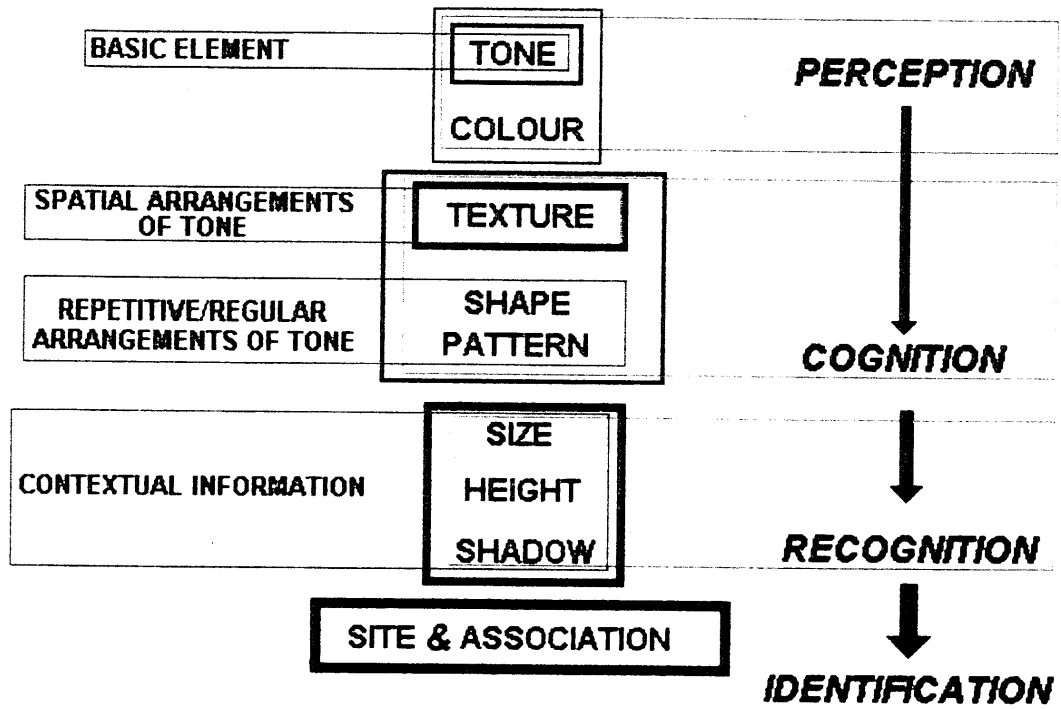 BASIC ELEMENT
TONE
PERCEPTION
COLOUR
SPATIAL ARRANGEMENTS
OF TONE
TEXTURE
REPETITIVE/REGULAR
ARRANGEMENTS OF TONE
SHAPE
PATTERN
COGNITION
SIZE
CONTEXTUAL INFORMATION
HEIGHT
SHADOW
RECOGNITION
SITE & ASSOCIATION
IDENTIFICATION